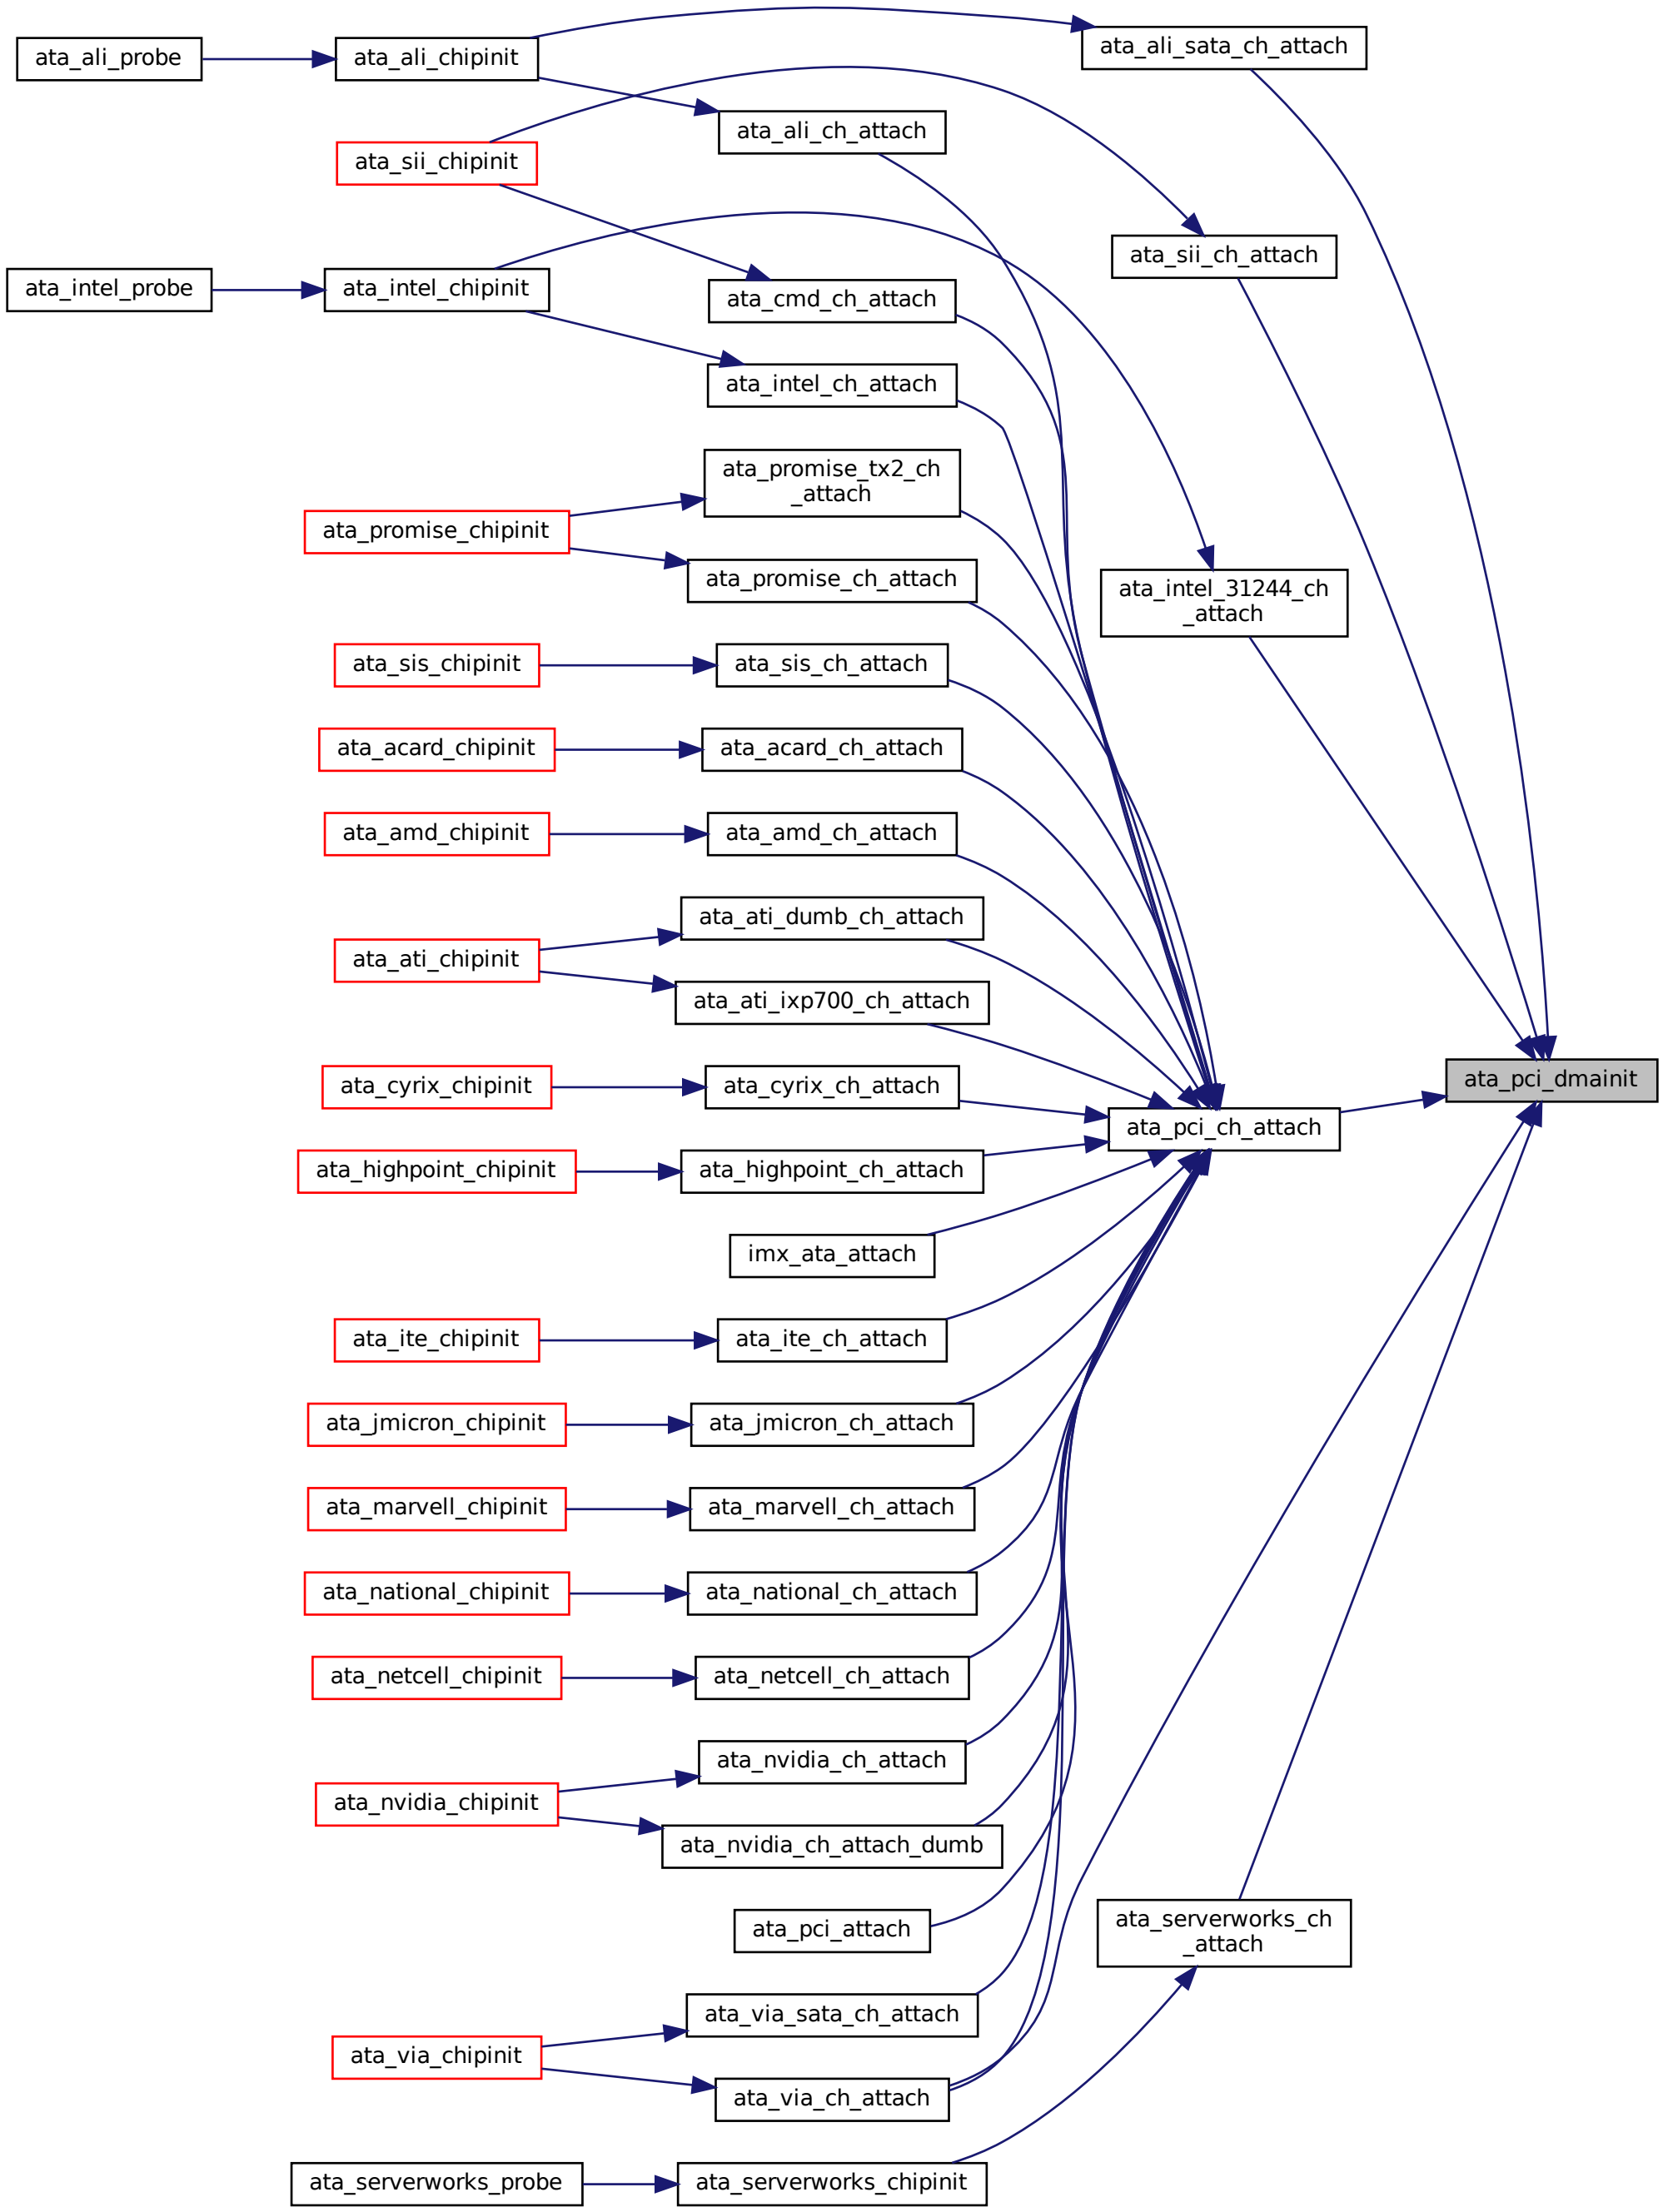 ata_ali_sata_ch_attach
ata_ali_probe
ata_ali_chipinit
ata_ali_ch_attach
ata_sii_chipinit
ata_sii_ch_attach
ata_intel_probe
ata_intel_chipinit
ata_cmd_ch_attach
ata_intel_ch_attach
ata_promise_tx2_ch
_attach
ata_promise_chipinit
ata_promise_ch_attach
ata_intel_31244_ch
_attach
ata_sis_chipinit
ata_sis_ch_attach
ata_acard_chipinit
ata_acard_ch_attach
ata_amd_chipinit
ata_amd_ch_attach
ata_ati_dumb_ch_attach
ata_ati_chipinit
ata_ati_ixp700_ch_attach
ata_pci_dmainit
ata_cyrix_chipinit
ata_cyrix_ch_attach
ata_pci_ch_attach
ata_highpoint_chipinit
ata_highpoint_ch_attach
imx_ata_attach
ata_ite_chipinit
ata_ite_ch_attach
ata_jmicron_chipinit
ata_jmicron_ch_attach
ata_marvell_chipinit
ata_marvell_ch_attach
ata_national_chipinit
ata_national_ch_attach
ata_netcell_chipinit
ata_netcell_ch_attach
ata_nvidia_ch_attach
ata_nvidia_chipinit
ata_nvidia_ch_attach_dumb
ata_pci_attach
ata_serverworks_ch
_attach
ata_via_sata_ch_attach
ata_via_chipinit
ata_via_ch_attach
ata_serverworks_probe
ata_serverworks_chipinit